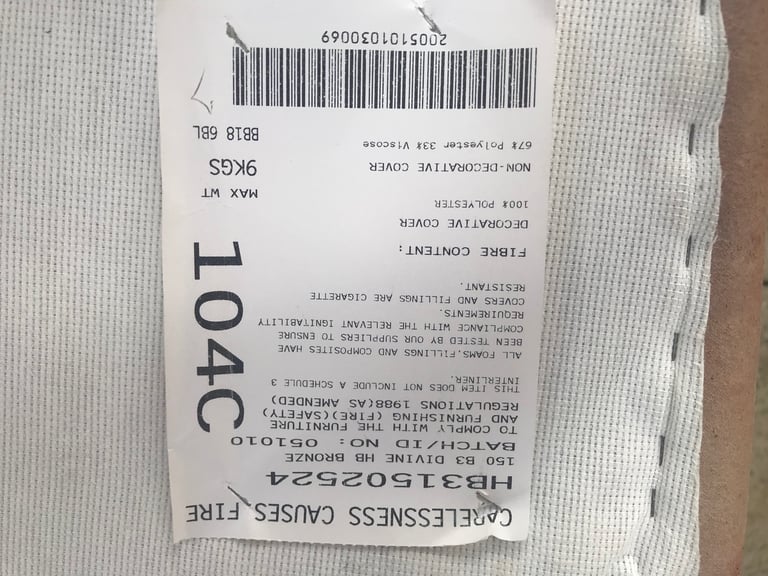 CARELESSNESS CAUSES FIRE
HB31502524
150 B3 DIVINE HB BRONZE
BATCH/ID NO: 051010
TO COMPLY WITH THE FURNITURE
AND FURNISHING (FIRE)(SAFETY)
REGULATIONS 1988(AS AMENDED)
THIS ITEM DOES NOT INCLUDE A SCHEDULE 3
INTERLINER.
ALL FOAMS.FILLINGS AND COMPOSITES HAVE
BEEN TESTED BY OUR SUPPLIERS TO ENSURE
COMPLIANCE WITH THE RELEVANT IGNITABILITY
REQUIREMENTS.
COVERS AND FILLINGS ARE CIGARETTE
RESISTANT.
104C
FIBRE CONTENT:
DECORATIVE COVER
100% POLYESTER
MAX WT
NON-DECORATIVE COVER
9KGS
67% Polyester 33% Viscose
BB18 6BL
2005101030069